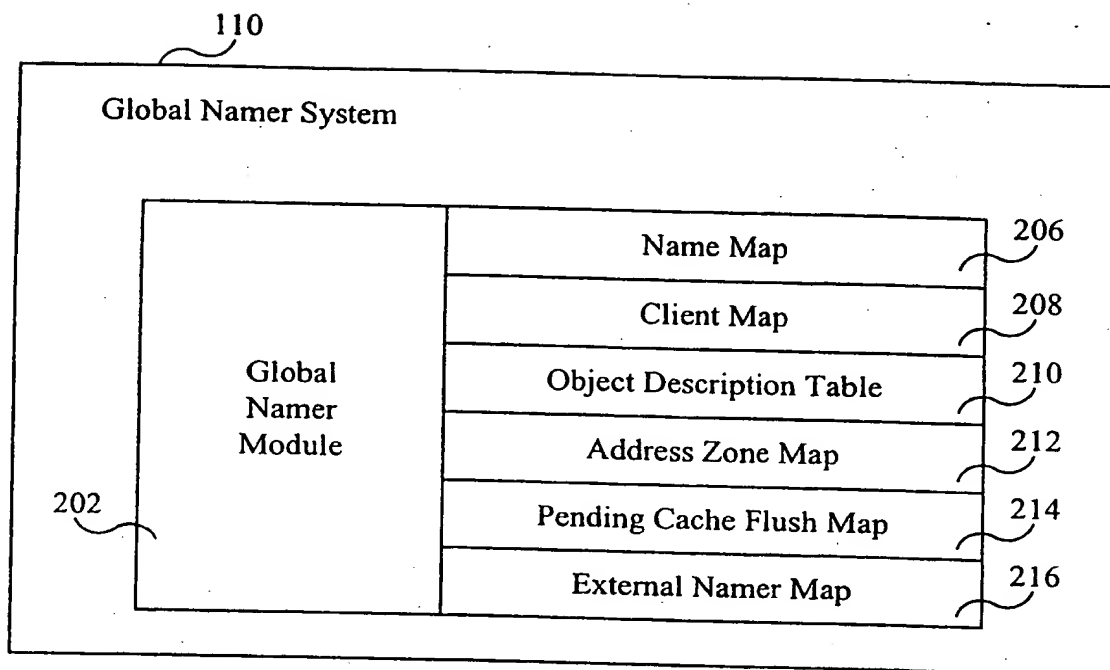 110
Global Namer System
Global
Namer
Module
202
Name Map
206
Client Map
208
Object Description Table
210
Address Zone Map
212
Pending Cache Flush Map
214
External Namer Map
216